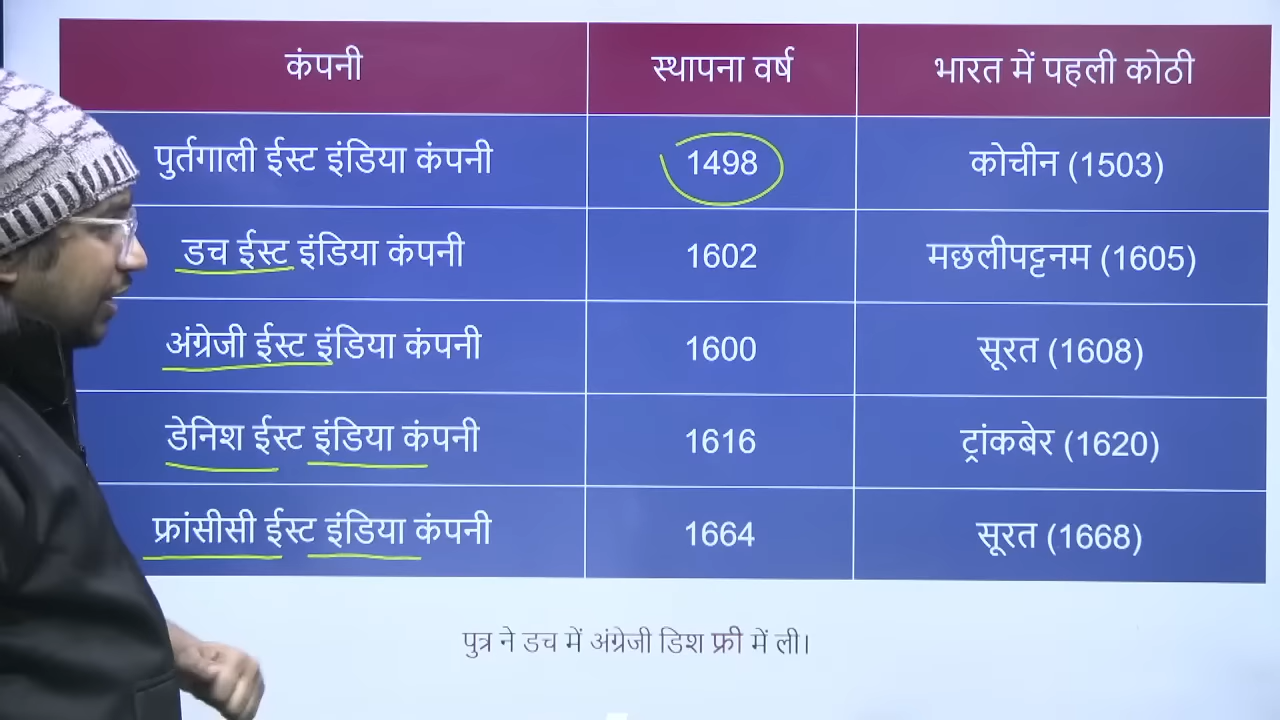 कंपनी स्थापना वर्ष भारत में पहली कोठी
पुर्तगाली ईस्ट इंडिया कंपनी 1498 कोचीन (1503)
डच ईस्ट इंडिया कंपनी 1602 मछलीपट्टनम (1605)
अंग्रेजी ईस्ट इंडिया कंपनी 1600 सूरत (1608)
डेनिश ईस्ट इंडिया कंपनी 1616 ट्रांकबेर (1620)
फ्रांसीसी ईस्ट इंडिया कंपनी 1664 सूरत (1668)
पुत्र ने डच में अंग्रेजी डिश फ्री में ली।